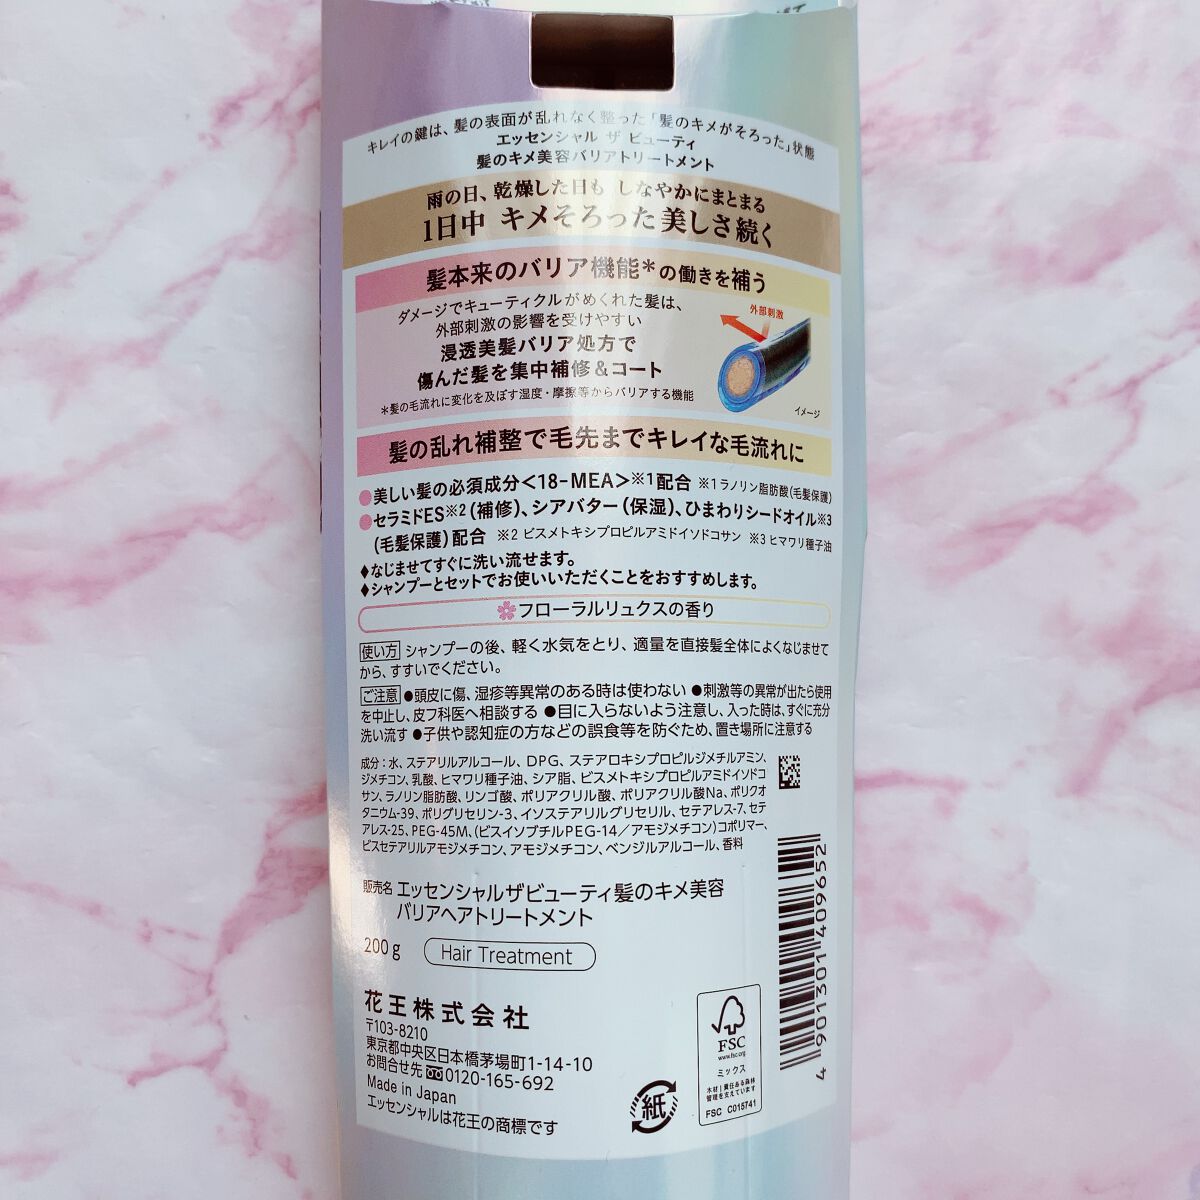 キレイの鍵は、髪の表面が乱れなく整った「髪のキメがそろった」状態
エッセンシャル ザ ビューティ
髪のキメ美容バリアトリートメント
雨の日、乾燥した日も しなやかにまとまる
1日中 キメそろった美しさ続く
髪本来のバリア機能*の働きを補う
ダメージでキューティクルがめくれた髪は、
外部刺激の影響を受けやすい
浸透美髪バリア処方で
傷んだ髪を集中補修&コート
*髪の毛流れに変化を及ぼす湿度・摩擦等からバリアする機能
外部刺激
イメージ
髪の乱れ補整で毛先までキレイな毛流れに
●美しい髪の必須成分<18-MEA>※1配合 ※1ラノリン脂肪酸(毛髪保護)
●セラミドES※2(補修)、シアバター(保湿)、ひまわりシードオイル※3
(毛髪保護)配合 ※2 ビスメトキシプロピルアミドイソドコサン ※3ヒマワリ種子油
♦なじませてすぐに洗い流せます。
♦シャンプーとセットでお使いいただくことをおすすめします。
フローラルリュクスの香り
使い方 シャンプーの後、軽く水気をとり、適量を直接髪全体によくなじませて
から、すすいでください。
ご注意 ●頭皮に傷、湿疹等異常のある時は使わない ●刺激等の異常が出たら使用
を中止し、皮フ科医へ相談する ●目に入らないよう注意し、入った時は、すぐに充分
洗い流す ●子供や認知症の方などの誤食等を防ぐため、置き場所に注意する
成分:水、ステアリルアルコール、DPG、ステアロキシプロピルジメチルアミン、
ジメチコン、乳酸、ヒマワリ種子油、シア脂、ビスメトキシプロピルアミドイソドコ
サン、ラノリン脂肪酸、リンゴ酸、ポリアクリル酸、ポリアクリル酸Na、ポリクオ
タニウム-39、ポリグリセリン-3、イソステアリルグリセリル、セテアレス-7、セテ
アレス-25、PEG-45M、(ビスイソブチルPEG-14/アモジメチコン)コポリマー、
ビスセテアリルアモジメチコン、アモジメチコン、ベンジルアルコール、香料
販売名 エッセンシャルザビューティ髪のキメ美容
バリアヘアトリートメント
200g Hair Treatment
花王株式会社
〒103-8210
東京都中央区日本橋茅場町1-14-10
お問合せ先 0120-165-692
Made in Japan
エッセンシャルは花王の商標です
紙
FSC
www.fsc.org
ミックス
木材|責任ある森林
管理を支えています
FSC C015741
4 901301 409652